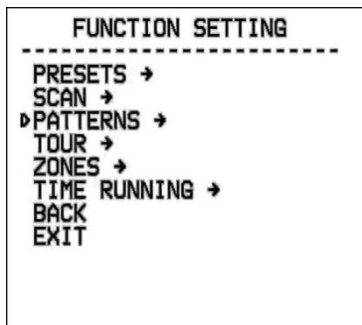 FUNCTION SETTING
PRESETS →
SCAN →
PATTERNS →
TOUR →
ZONES →
TIME RUNNING →
BACK
EXIT